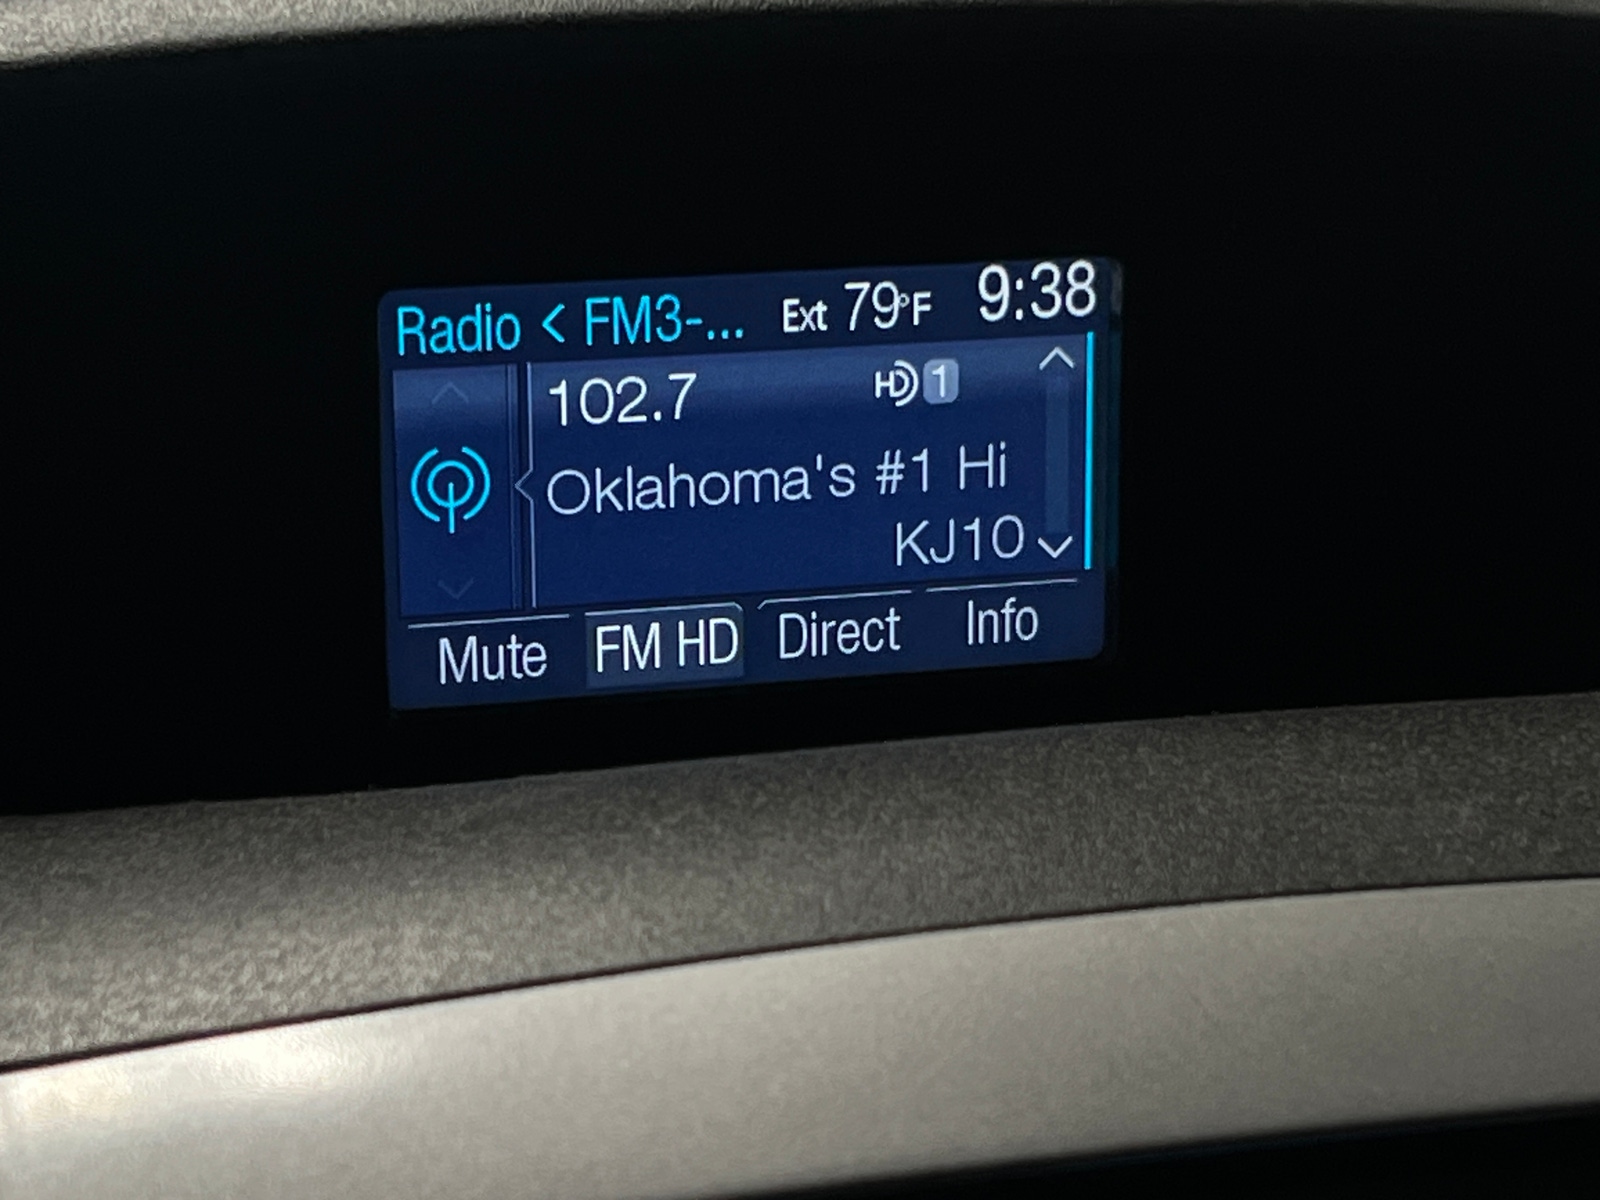 Radio < FM3-... Ext 79°F 9:38
102.7 HD 1
Oklahoma's #1 Hi
KJ10
Mute FM HD Direct Info